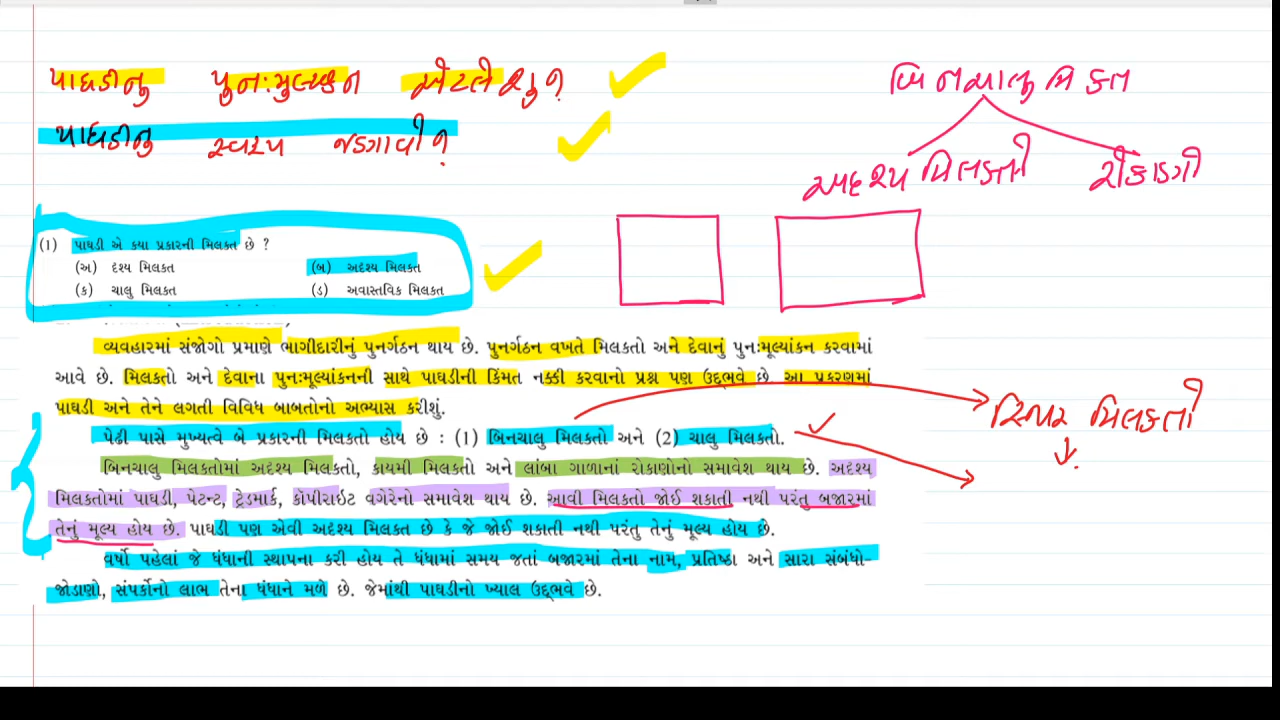 પાઘડીનુ પુનઃમુલ્યાકન એટલે શુ?
પાઘડીનુ સ્વરૂપ જણાવો?
બિનચાલુ મિલ્કત
અદૃશ્ય મિલકતો રોકાણો
(1) પાઘડી એ કયા પ્રકારની મિલકત છે ?
(અ) દૃશ્ય મિલકત (બ) અદૃશ્ય મિલકત
(ક) ચાલુ મિલકત (ડ) અવાસ્તવિક મિલકત
વ્યવહારમાં સંજોગો પ્રમાણે ભાગીદારીનું પુનર્ગઠન થાય છે. પુનર્ગઠન વખતે મિલકતો અને દેવાનું પુનઃમૂલ્યાંકન કરવામાં
આવે છે. મિલકતો અને દેવાના પુનઃમૂલ્યાંકનની સાથે પાઘડીની કિંમત નક્કી કરવાનો પ્રશ્ન પણ ઉદ્ભવે છે. આ પ્રકરણમાં
પાઘડી અને તેને લગતી વિવિધ બાબતોનો અભ્યાસ કરીશું.
સ્થિર મિલકતો
પેઢી પાસે મુખ્યત્વે બે પ્રકારની મિલકતો હોય છે : (1) બિનચાલુ મિલકતો અને (2) ચાલુ મિલકતો.
બિનચાલુ મિલકતોમાં અદૃશ્ય મિલકતો, કાયમી મિલકતો અને લાંબા ગાળાનાં રોકાણોનો સમાવેશ થાય છે. અદૃશ્ય
મિલકતોમાં પાઘડી, પેટન્ટ, ટ્રેડમાર્ક, કૉપીરાઇટ વગેરેનો સમાવેશ થાય છે. આવી મિલકતો જોઈ શકાતી નથી પરંતુ બજારમાં
તેનું મૂલ્ય હોય છે. પાઘડી પણ એવી અદૃશ્ય મિલકત છે કે જે જોઈ શકાતી નથી પરંતુ તેનું મૂલ્ય હોય છે.
વર્ષો પહેલાં જે ધંધાની સ્થાપના કરી હોય તે ધંધામાં સમય જતાં બજારમાં તેના નામ, પ્રતિષ્ઠા અને સારા સંબંધો-
જોડાણો, સંપર્કોનો લાભ તેના ધંધાને મળે છે. જેમાંથી પાઘડીનો ખ્યાલ ઉદ્ભવે છે.